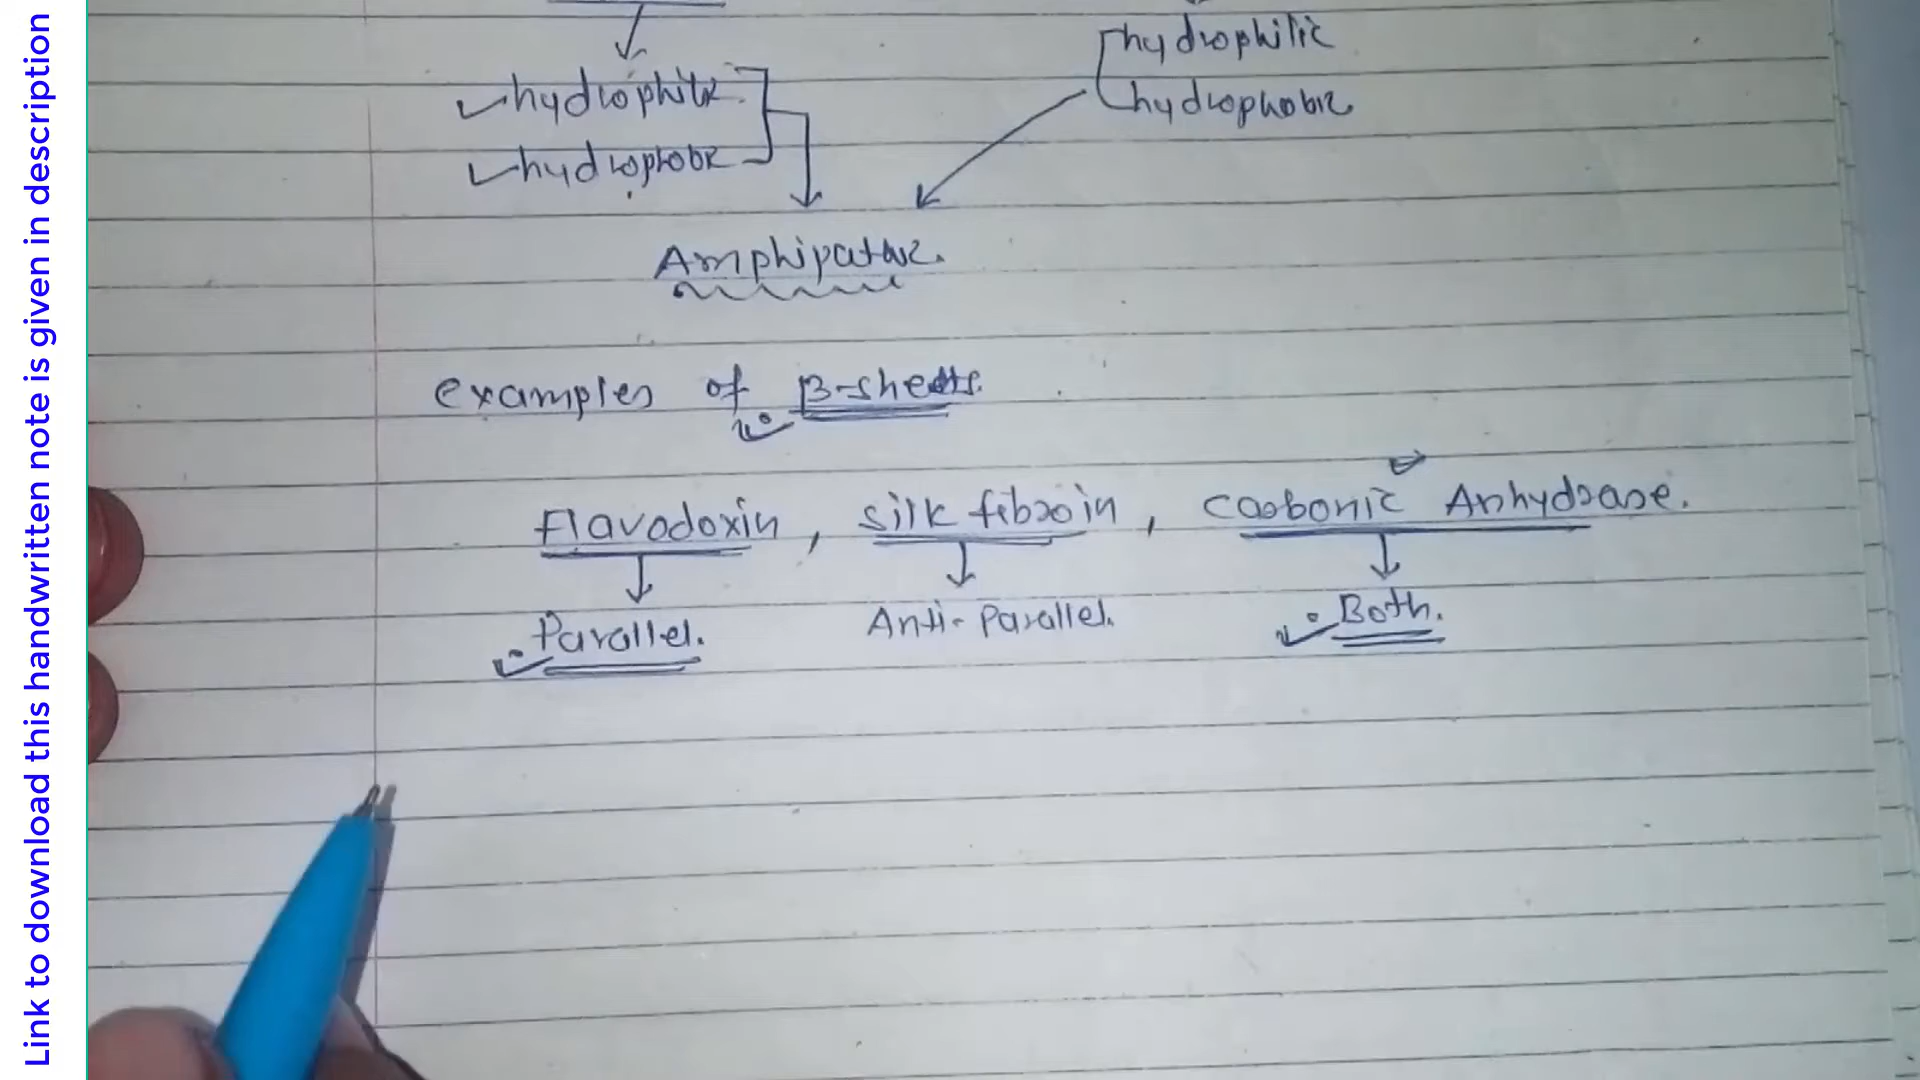 Link to download this handwritten note is given in description
hydrophilic
hydrophobic
hydrophilic
hydrophobic
Amphipathic.
examples of β-sheets.
Flavodoxin, silk fibroin, carbonic Anhydrase.
Parallel. Anti-Parallel. Both.